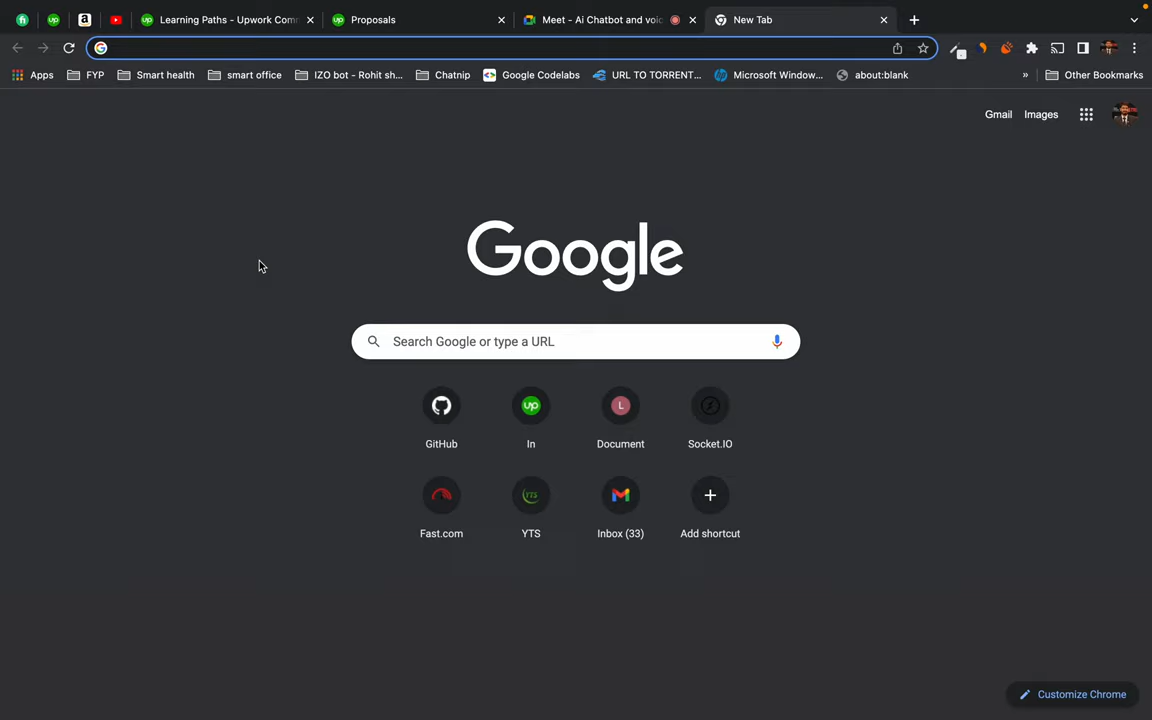 Learning Paths - Upwork Com
Proposals
Meet - Ai Chatbot and voic
New Tab
Apps
FYP
Smart health
smart office
IZO bot - Rohit sh...
Chatnip
Google Codelabs
URL TO TORRENT...
Microsoft Window...
about:blank
»
Other Bookmarks
Gmail
Images
Google
Search Google or type a URL
GitHub
In
Document
Socket.IO
Fast.com
YTS
Inbox (33)
Add shortcut
Customize Chrome